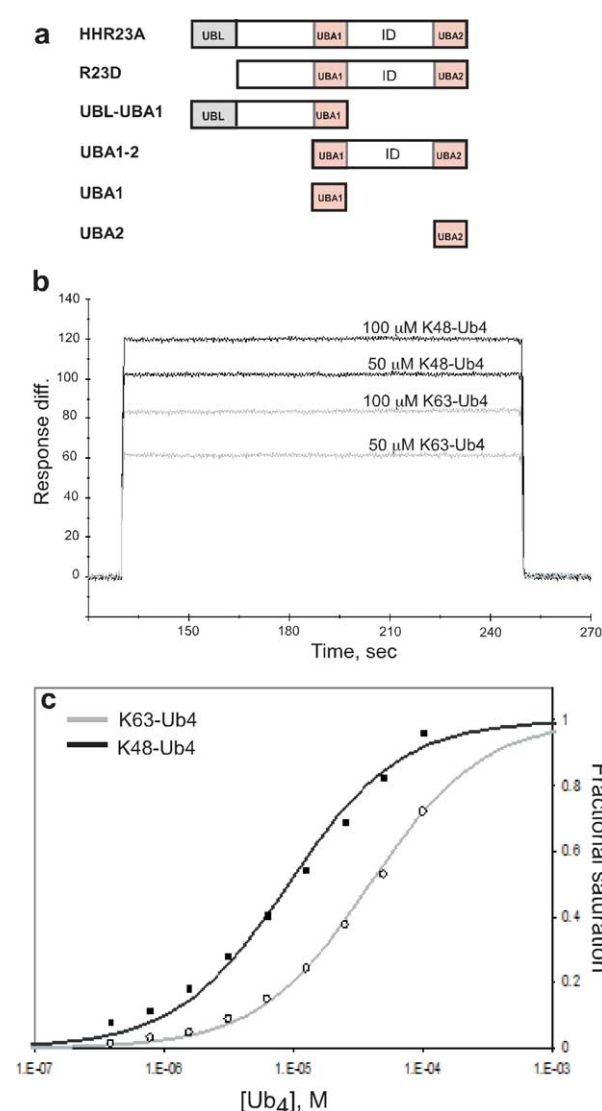 a
HHR23A UBL UBA1 ID UBA2
R23D UBA1 ID UBA2
UBL-UBA1 UBL UBA1
UBA1-2 UBA1 ID UBA2
UBA1 UBA1
UBA2 UBA2
b
140
120
100
80
60
40
20
0
Response diff.
100 µM K48-Ub4
50 µM K48-Ub4
100 µM K63-Ub4
50 µM K63-Ub4
150 180 210 240 270
Time, sec
c
K63-Ub4
K48-Ub4
1
0.8
0.6
0.4
0.2
0
Fractional saturation
1.E-07 1.E-06 1.E-05 1.E-04 1.E-03
[Ub4], M